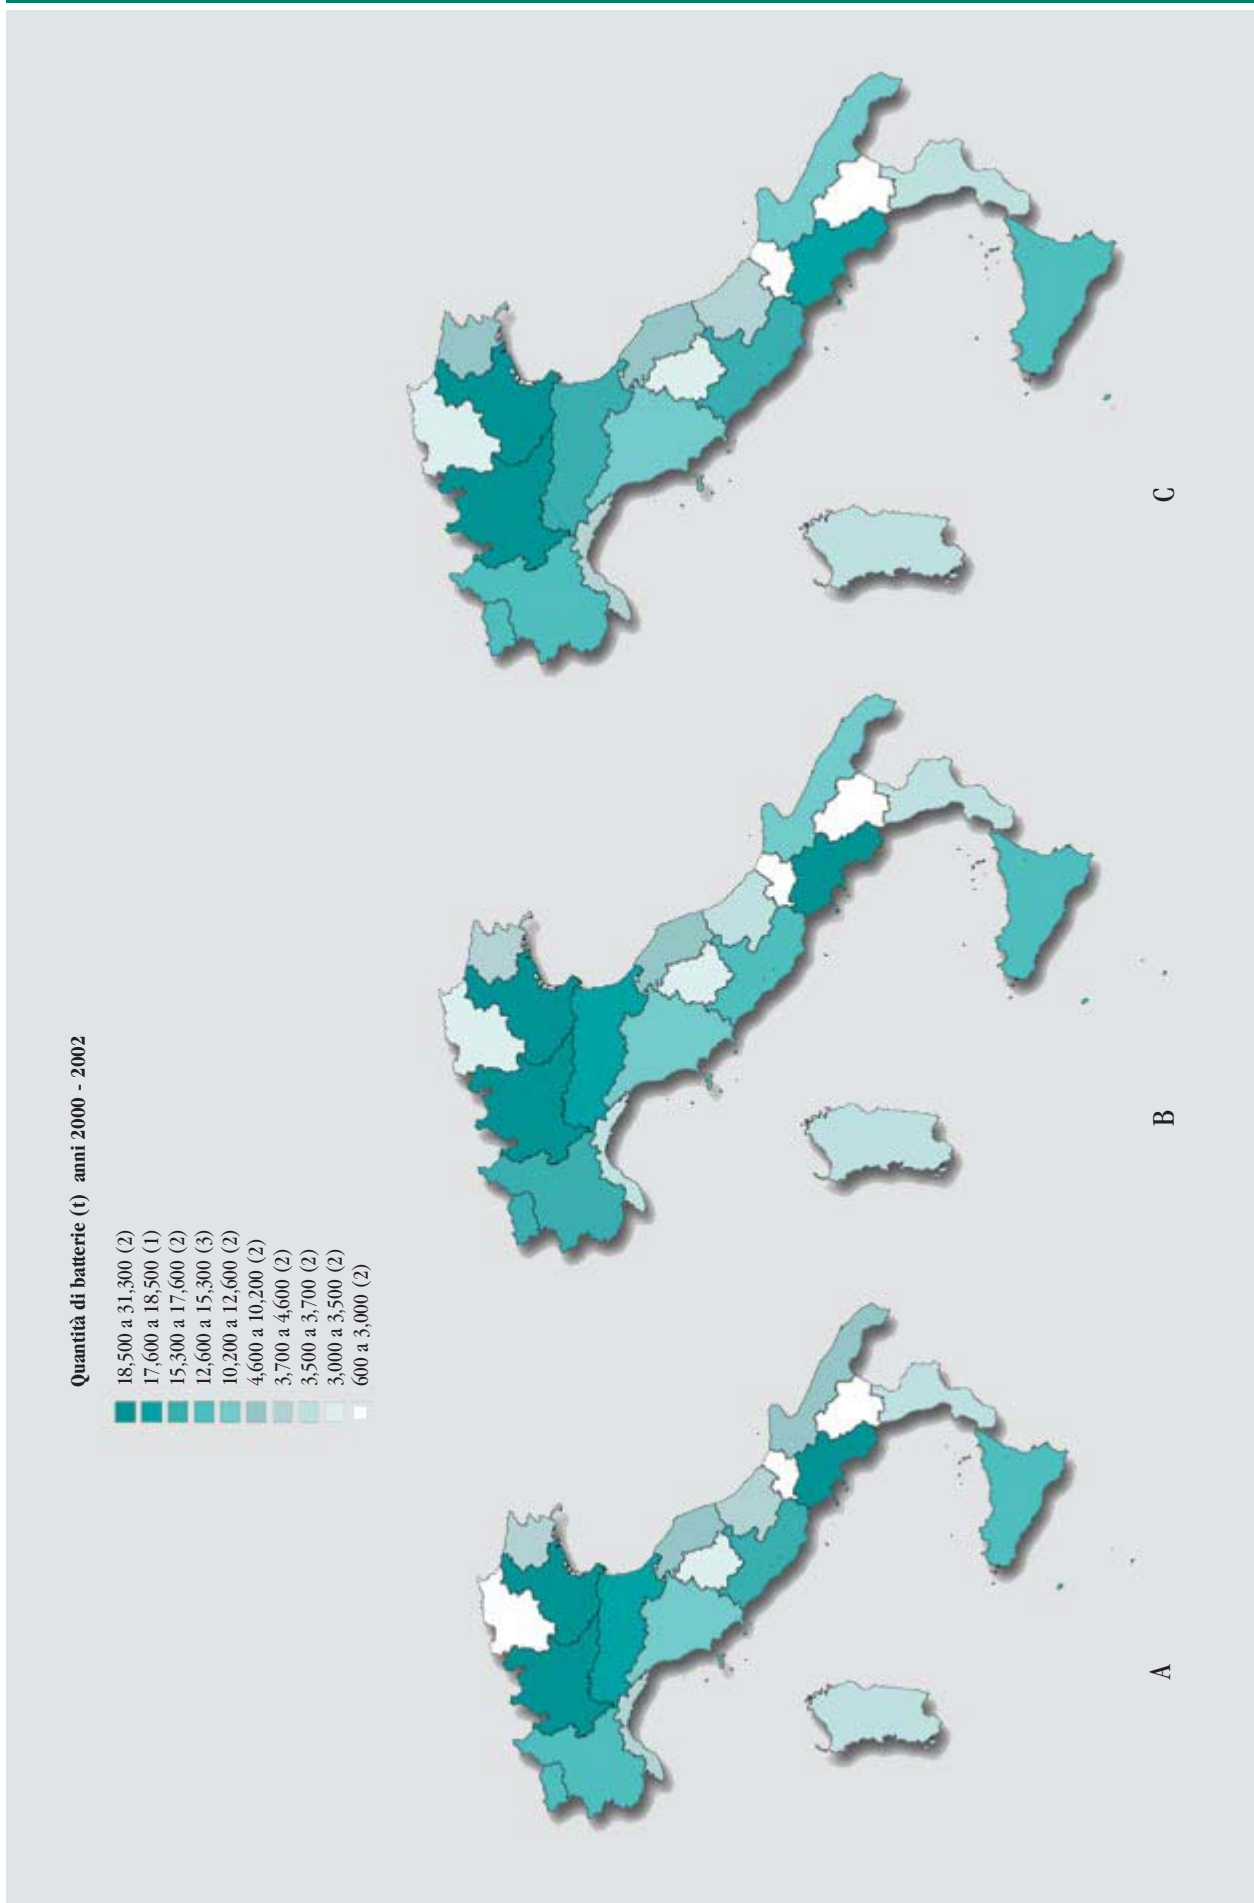 Quantità di batterie (t) anni 2000 - 2002
18,500 a 31,300 (2)
17,600 a 18,500 (1)
15,300 a 17,600 (2)
12,600 a 15,300 (3)
10,200 a 12,600 (2)
4,600 a 10,200 (2)
3,700 a 4,600 (2)
3,500 a 3,700 (2)
3,000 a 3,500 (2)
600 a 3,000 (2)
A
B
C